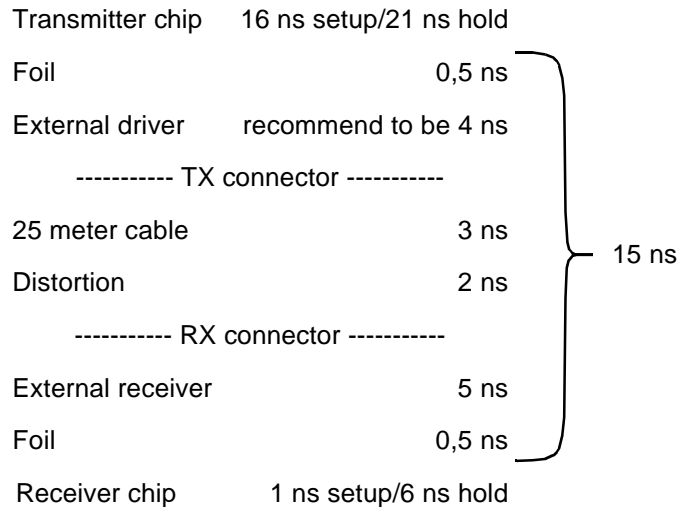 Transmitter chip 16 ns setup/21 ns hold
Foil 0,5 ns
External driver recommend to be 4 ns
----------- TX connector -----------
25 meter cable 3 ns
15 ns
Distortion 2 ns
----------- RX connector -----------
External receiver 5 ns
Foil 0,5 ns
Receiver chip 1 ns setup/6 ns hold